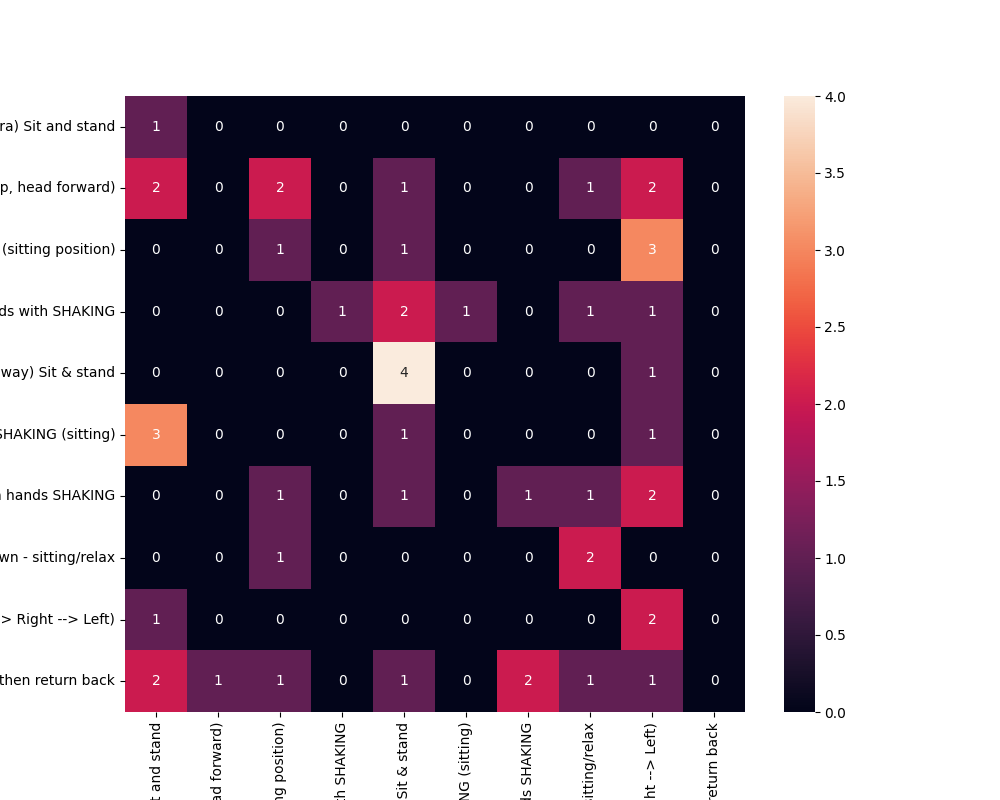 ra) Sit and stand 1 0 0 0 0 0 0 0 0 0
p, head forward) 2 0 2 0 1 0 0 1 2 0
(sitting position) 0 0 1 0 1 0 0 0 3 0
ds with SHAKING 0 0 0 1 2 1 0 1 1 0
way) Sit & stand 0 0 0 0 4 0 0 0 1 0
SHAKING (sitting) 3 0 0 0 1 0 0 0 1 0
hands SHAKING 0 0 1 0 1 0 1 1 2 0
wn - sitting/relax 0 0 1 0 0 0 0 2 0 0
> Right --> Left) 1 0 0 0 0 0 0 0 2 0
then return back 2 1 1 0 1 0 2 1 1 0
t and stand
ad forward)
ng position)
th SHAKING
Sit & stand
NG (sitting)
ds SHAKING
sitting/relax
ht --> Left)
return back
4.0
3.5
3.0
2.5
2.0
1.5
1.0
0.5
0.0